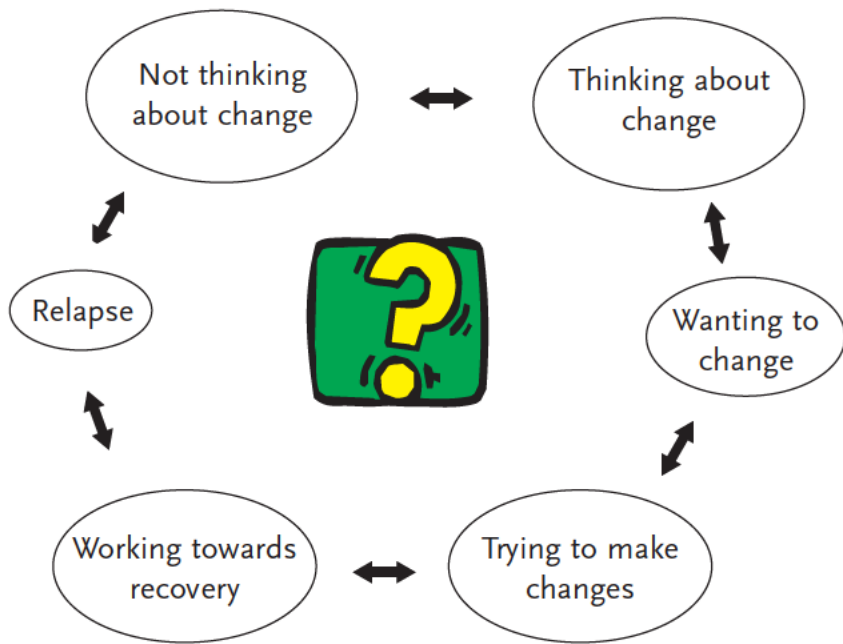 Not thinking
about change
Thinking about
change
Relapse
Wanting to
change
Working towards
recovery
Trying to make
changes
?